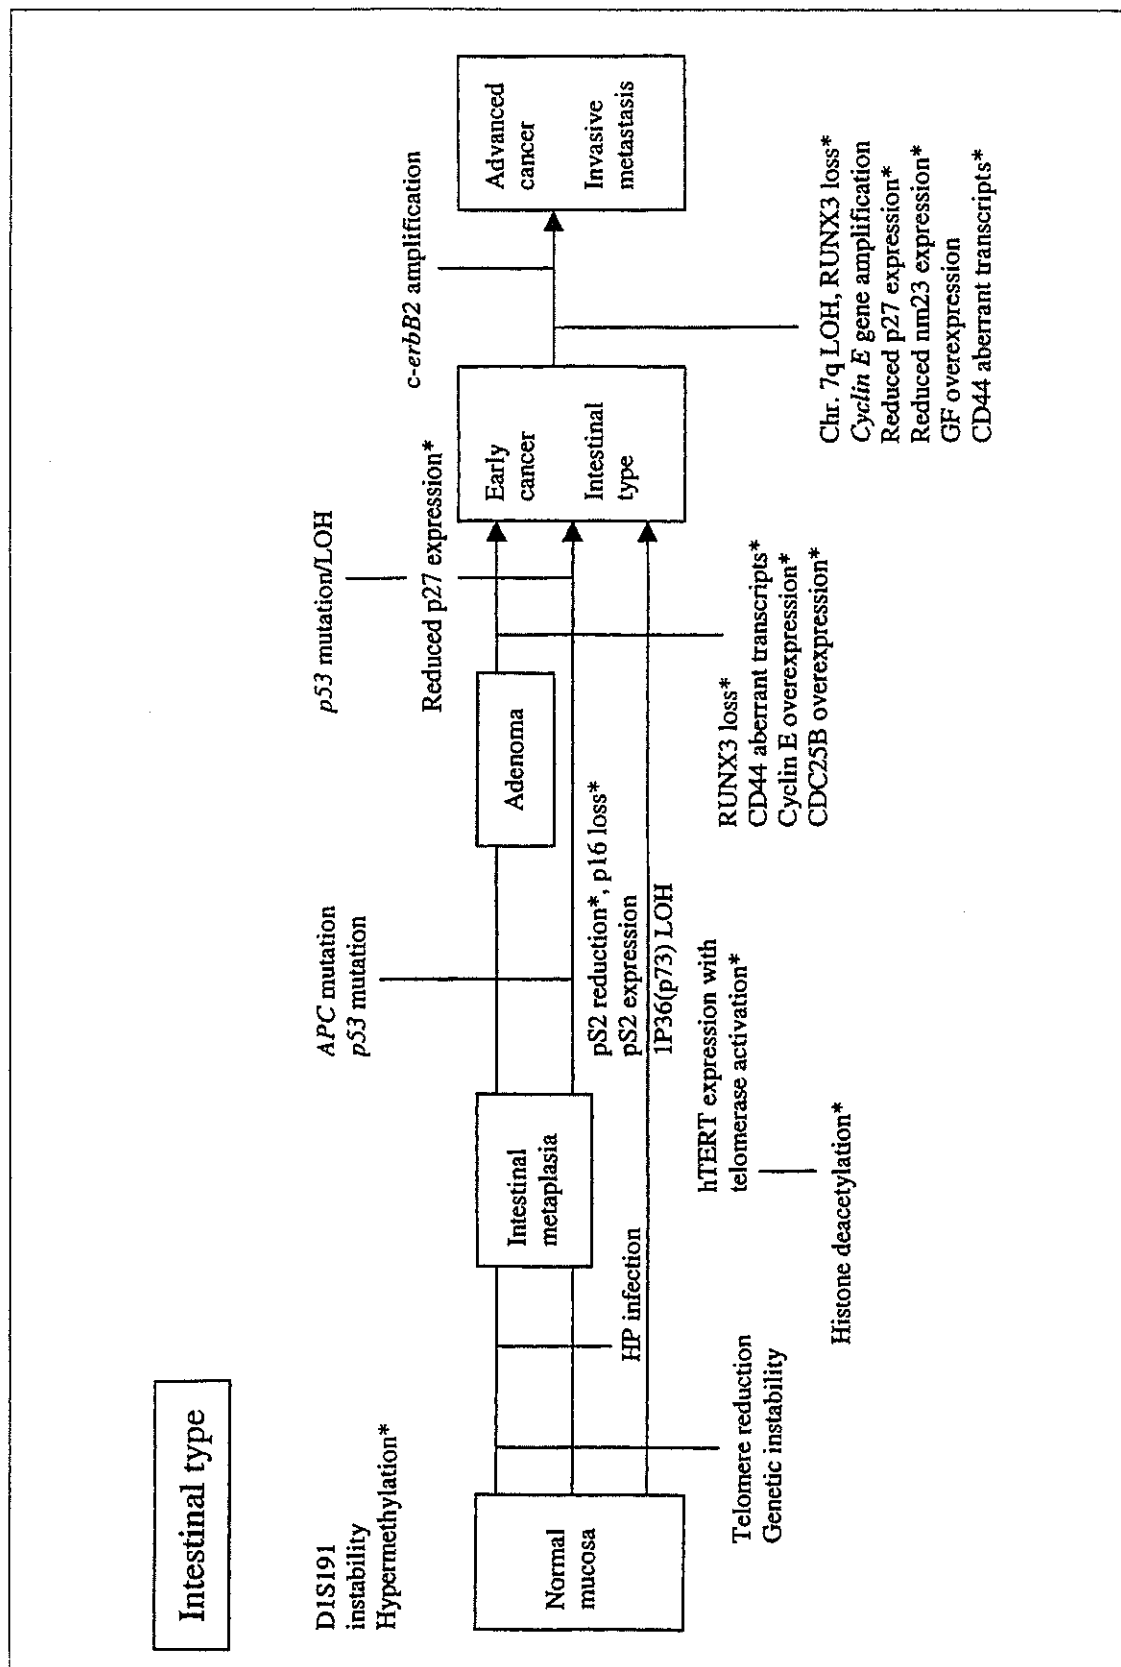 Intestinal type
D1S191
instability
Hypermethylation*
Normal
mucosa
Telomere reduction
Genetic instability
HP infection
Intestinal
metaplasia
hTERT expression with
telomerase activation*
Histone deacetylation*
APC mutation
p53 mutation
pS2 reduction*, p16 loss*
pS2 expression
1P36(p73) LOH
Adenoma
p53 mutation/LOH
Reduced p27 expression*
RUNX3 loss*
CD44 aberrant transcripts*
Cyclin E overexpression*
CDC25B overexpression*
Early
cancer
Intestinal
type
c-erbB2 amplification
Chr. 7q LOH, RUNX3 loss*
Cyclin E gene amplification
Reduced p27 expression*
Reduced nm23 expression*
GF overexpression
CD44 aberrant transcripts*
Advanced
cancer
Invasive
metastasis